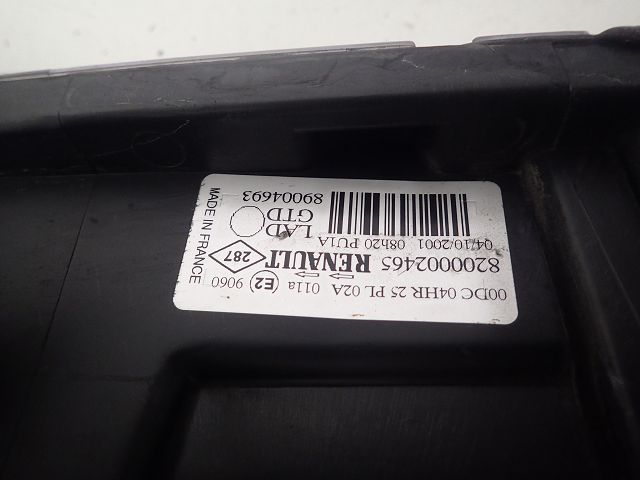 00DC 04HR 25 PL 02A 011a E2 9060
8200002465 RENAULT 287
04/10/2001 08h20 PU1A
LAD
GTD
89004693
MADE IN FRANCE